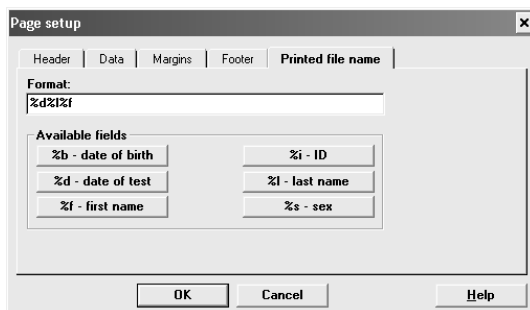 Page setup
Header Data Margins Footer Printed file name
Format:
%d%l%f
Available fields
%b - date of birth %i - ID
%d - date of test %l - last name
%f - first name %s - sex
OK Cancel Help